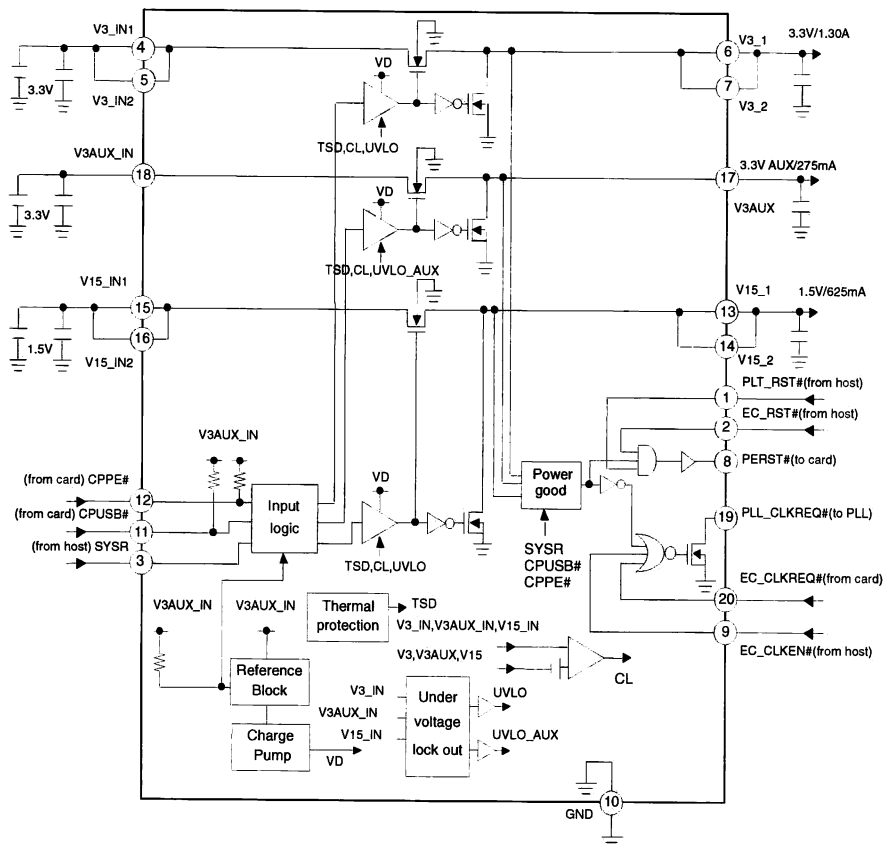 V3_IN1
4
3.3V
5
V3_IN2
V3_1
6
3.3V/1.30A
7
V3_2
VD
TSD,CL,UVLO
V3AUX_IN
18
3.3V
17
3.3V AUX/275mA
V3AUX
VD
TSD,CL,UVLO_AUX
V15_IN1
15
16
1.5V
V15_IN2
V15_1
13
1.5V/625mA
14
V15_2
PLT_RST#(from host)
1
EC_RST#(from host)
2
8
PERST#(to card)
V3AUX_IN
(from card) CPPE#
12
(from card) CPUSB#
11
(from host) SYSR
3
Input
logic
VD
TSD,CL,UVLO
Power
good
SYSR
CPUSB#
CPPE#
19
PLL_CLKREQ#(to PLL)
EC_CLKREQ#(from card)
20
9
EC_CLKEN#(from host)
V3AUX_IN
V3AUX_IN
Thermal
protection
TSD
V3_IN,V3AUX_IN,V15_IN
V3,V3AUX,V15
CL
Reference
Block
Charge
Pump
VD
V3_IN
V3AUX_IN
V15_IN
Under
voltage
lock out
UVLO
UVLO_AUX
GND
10